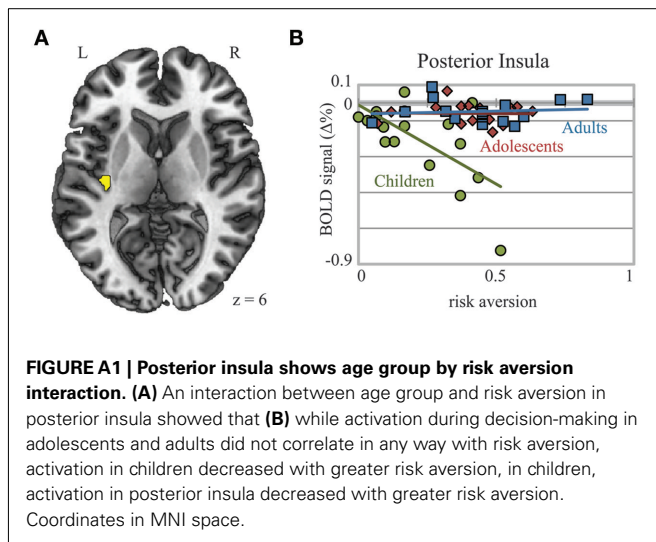 A
L
R
z = 6
B
Posterior Insula
0.1
0
-0.9
BOLD signal (Δ%)
Adults
Adolescents
Children
0
0.5
1
risk aversion
FIGURE A1 | Posterior insula shows age group by risk aversion
interaction. (A) An interaction between age group and risk aversion in
posterior insula showed that (B) while activation during decision-making in
adolescents and adults did not correlate in any way with risk aversion,
activation in children decreased with greater risk aversion, in children,
activation in posterior insula decreased with greater risk aversion.
Coordinates in MNI space.